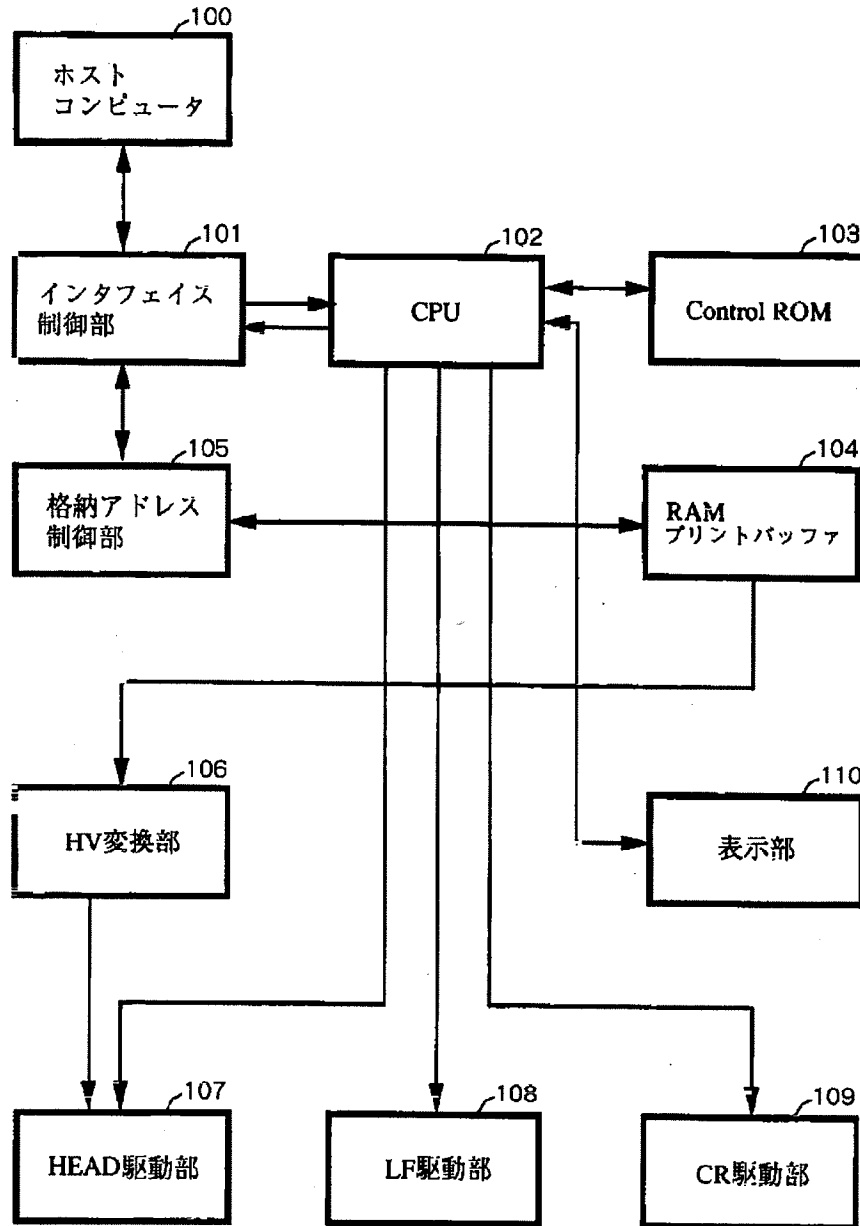 100
ホスト
コンピュータ
101
インタフェイス
制御部
102
CPU
103
Control ROM
105
格納アドレス
制御部
104
RAM
プリントバッファ
106
HV変換部
110
表示部
107
HEAD駆動部
108
LF駆動部
109
CR駆動部